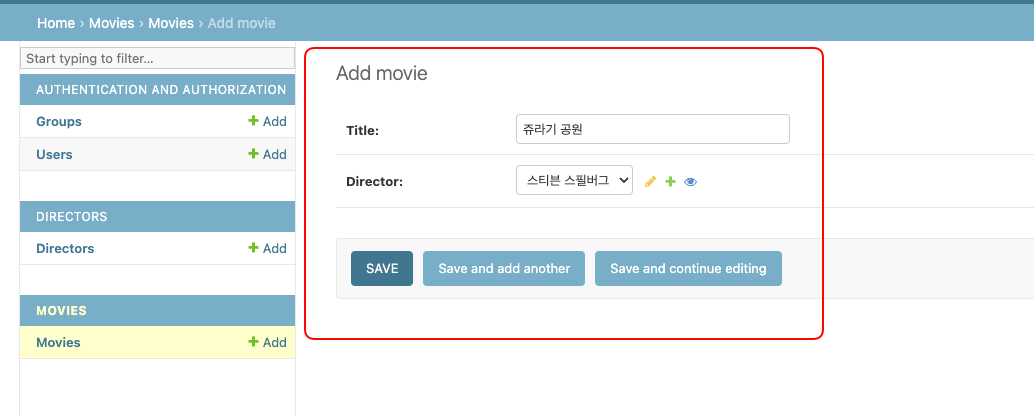 Home › Movies › Movies › Add movie
Start typing to filter...
AUTHENTICATION AND AUTHORIZATION
Groups + Add
Users + Add
DIRECTORS
Directors + Add
MOVIES
Movies + Add
Add movie
Title: 쥬라기 공원
Director: 스티븐 스필버그
SAVE Save and add another Save and continue editing